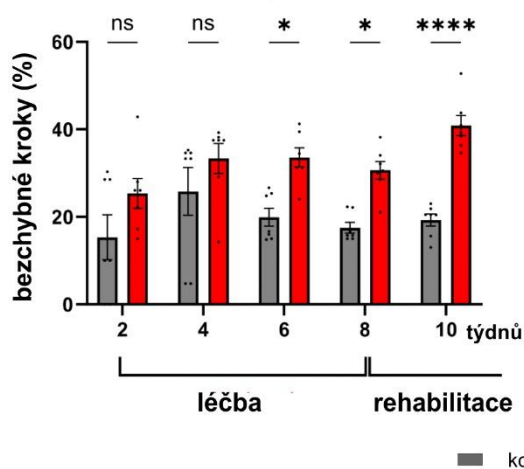 ns ns * * ****
bezchybné kroky (%)
60
40
20
0
2 4 6 8 10 týdnů
léčba rehabilitace